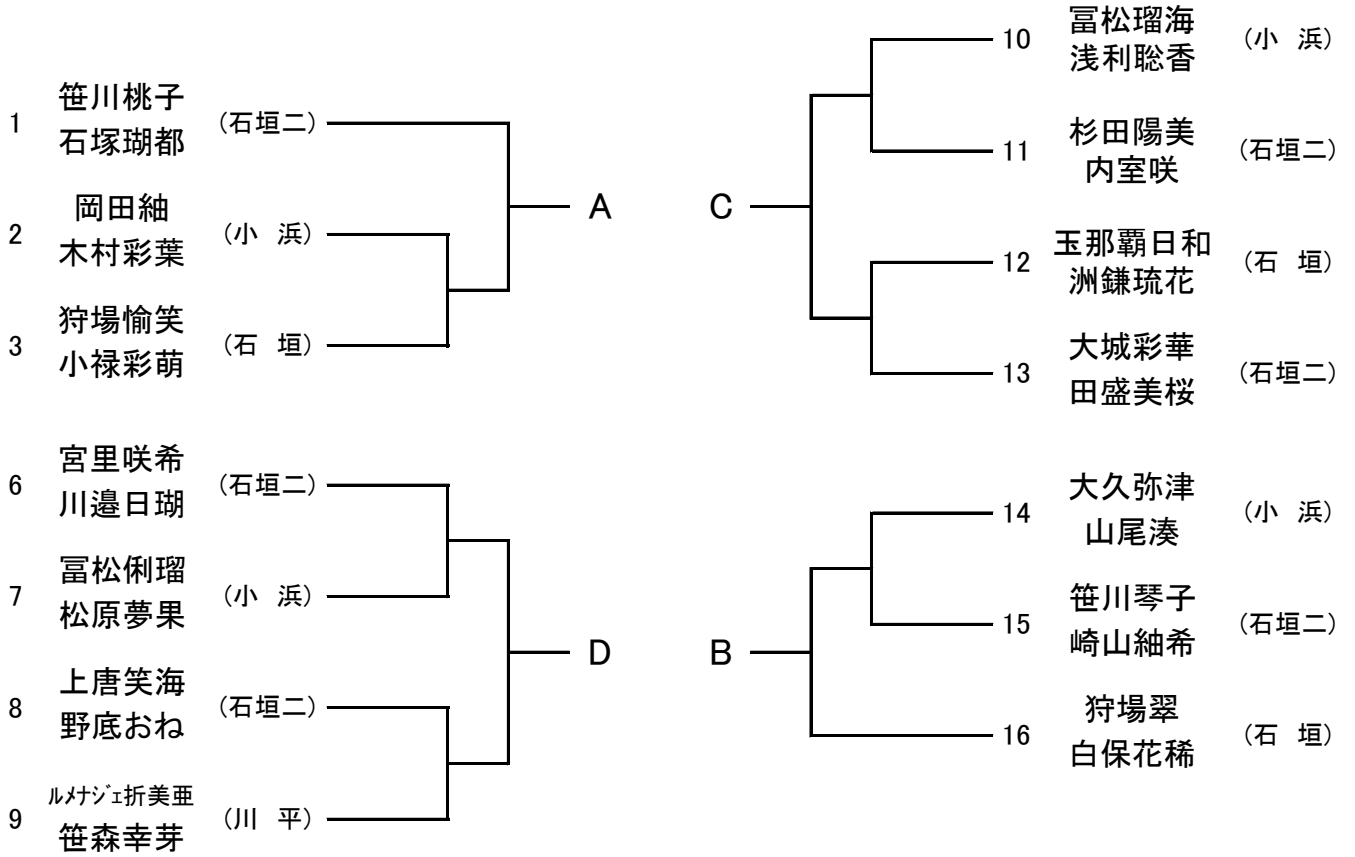 1 笹川桃子
石塚瑚都 (石垣二)
2 岡田紬
木村彩葉 (小 浜)
3 狩場愉笑
小禄彩萌 (石 垣)
A
6 宮里咲希
川邉日瑚 (石垣二)
7 冨松俐瑠
松原夢果 (小 浜)
8 上唐笑海
野底おね (石垣二)
9 ﾙﾒﾅｼﾞｪ折美亜
笹森幸芽 (川 平)
D
C
10 冨松瑠海
浅利聡香 (小 浜)
11 杉田陽美
内室咲 (石垣二)
12 玉那覇日和
洲鎌琉花 (石 垣)
13 大城彩華
田盛美桜 (石垣二)
B
14 大久弥津
山尾湊 (小 浜)
15 笹川琴子
崎山紬希 (石垣二)
16 狩場翠
白保花稀 (石 垣)